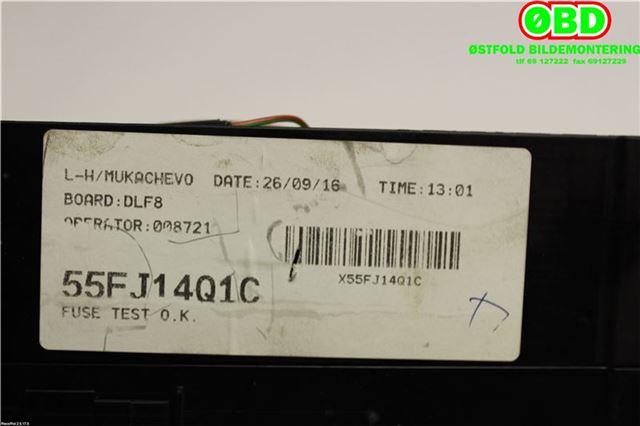 ØBD
ØSTFOLD BILDEMONTERING
tlf 69 127222 fax 69127229
L-H/MUKACHEVO DATE:26/09/16 TIME:13:01
BOARD:DLF8
OPERATOR:008721
X55FJ14Q1C
55FJ14Q1C
FUSE TEST O.K.